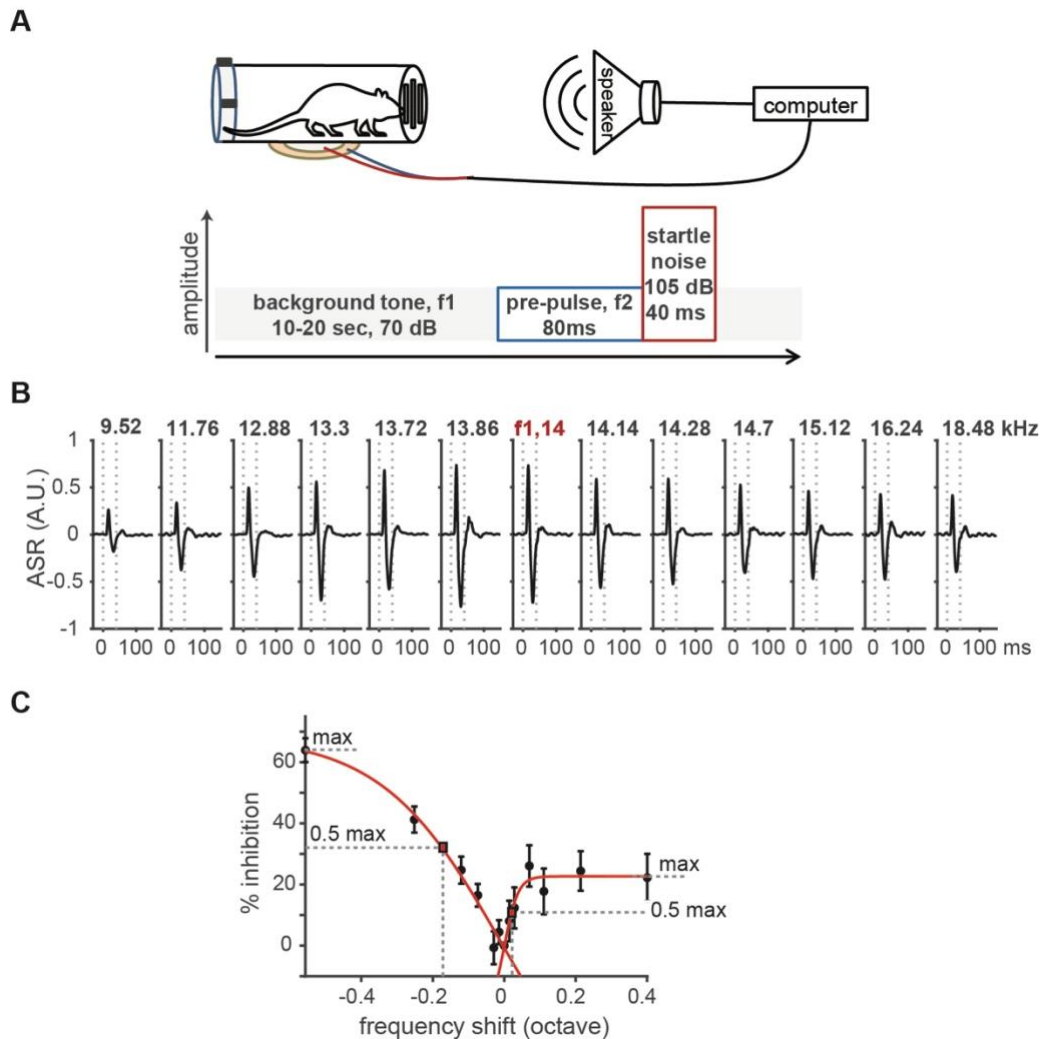 A
speaker
computer
amplitude
background tone, f1
10-20 sec, 70 dB
pre-pulse, f2
80ms
startle
noise
105 dB
40 ms
B
9.52 11.76 12.88 13.3 13.72 13.86 f1,14 14.14 14.28 14.7 15.12 16.24 18.48 kHz
ASR (A.U.)
1
0.5
0
-0.5
-1
0 100 0 100 0 100 0 100 0 100 0 100 0 100 0 100 0 100 0 100 0 100 0 100 0 100 ms
C
% inhibition
60
40
20
0
max
0.5 max
max
0.5 max
-0.4 -0.2 0 0.2 0.4
frequency shift (octave)